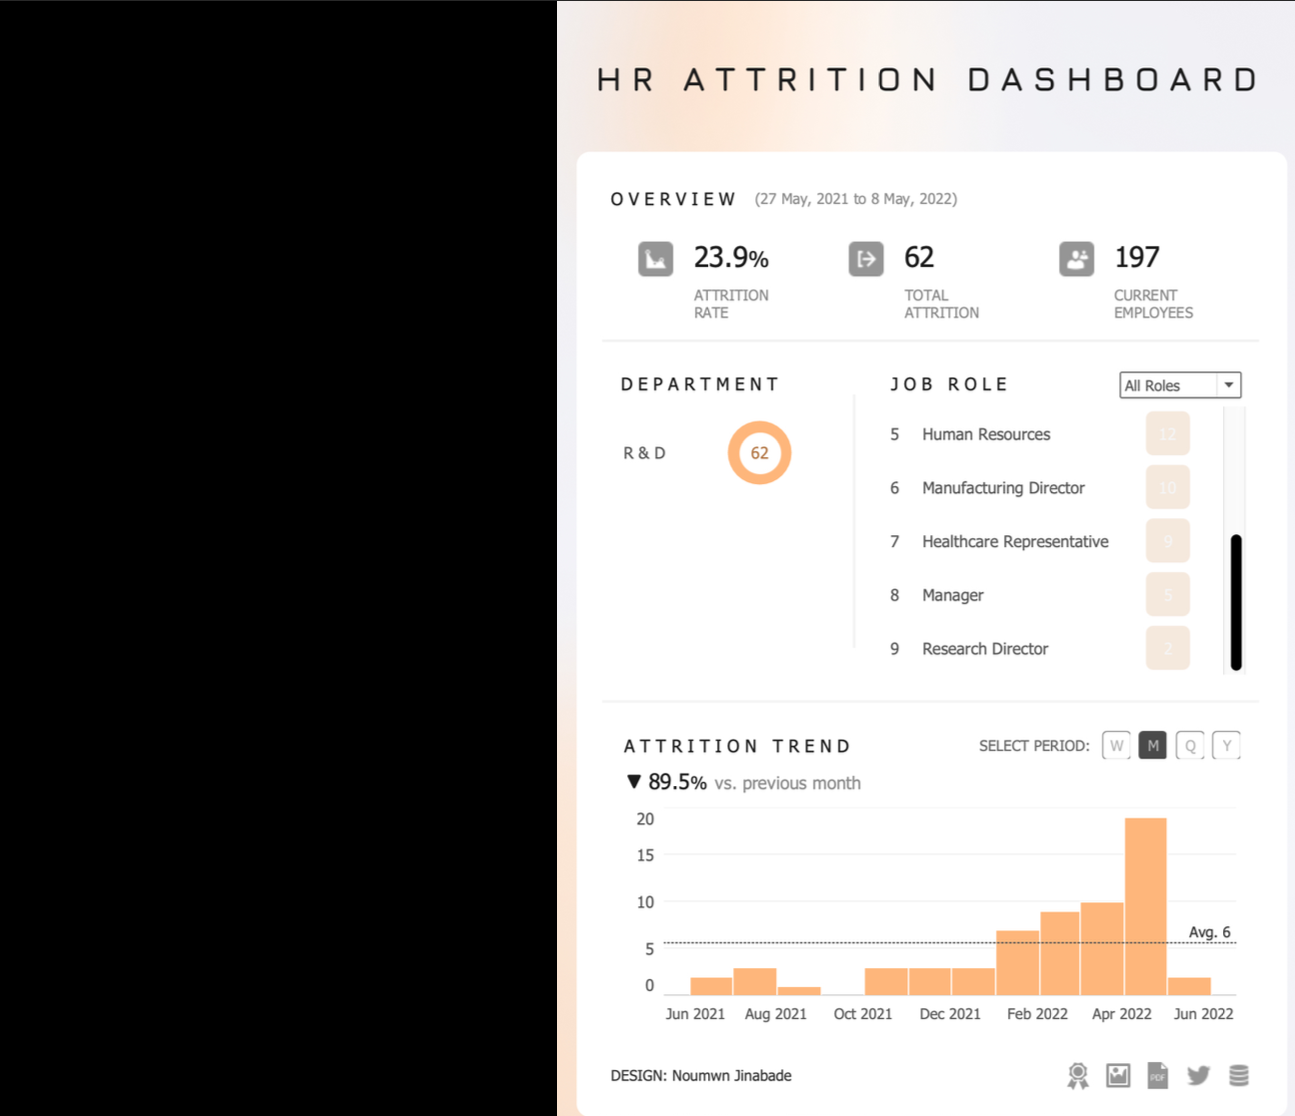 HR ATTRITION DASHBOARD
OVERVIEW (27 May, 2021 to 8 May, 2022)
23.9% 62 197
ATTRITION RATE TOTAL ATTRITION CURRENT EMPLOYEES
DEPARTMENT
R & D 62
JOB ROLE All Roles
5 Human Resources 12
6 Manufacturing Director 10
7 Healthcare Representative 9
8 Manager 5
9 Research Director 2
ATTRITION TREND SELECT PERIOD: W M Q Y
▼ 89.5% vs. previous month
20
15
10
Avg. 6
5
0
Jun 2021 Aug 2021 Oct 2021 Dec 2021 Feb 2022 Apr 2022 Jun 2022
DESIGN: Noumwn Jinabade PDF